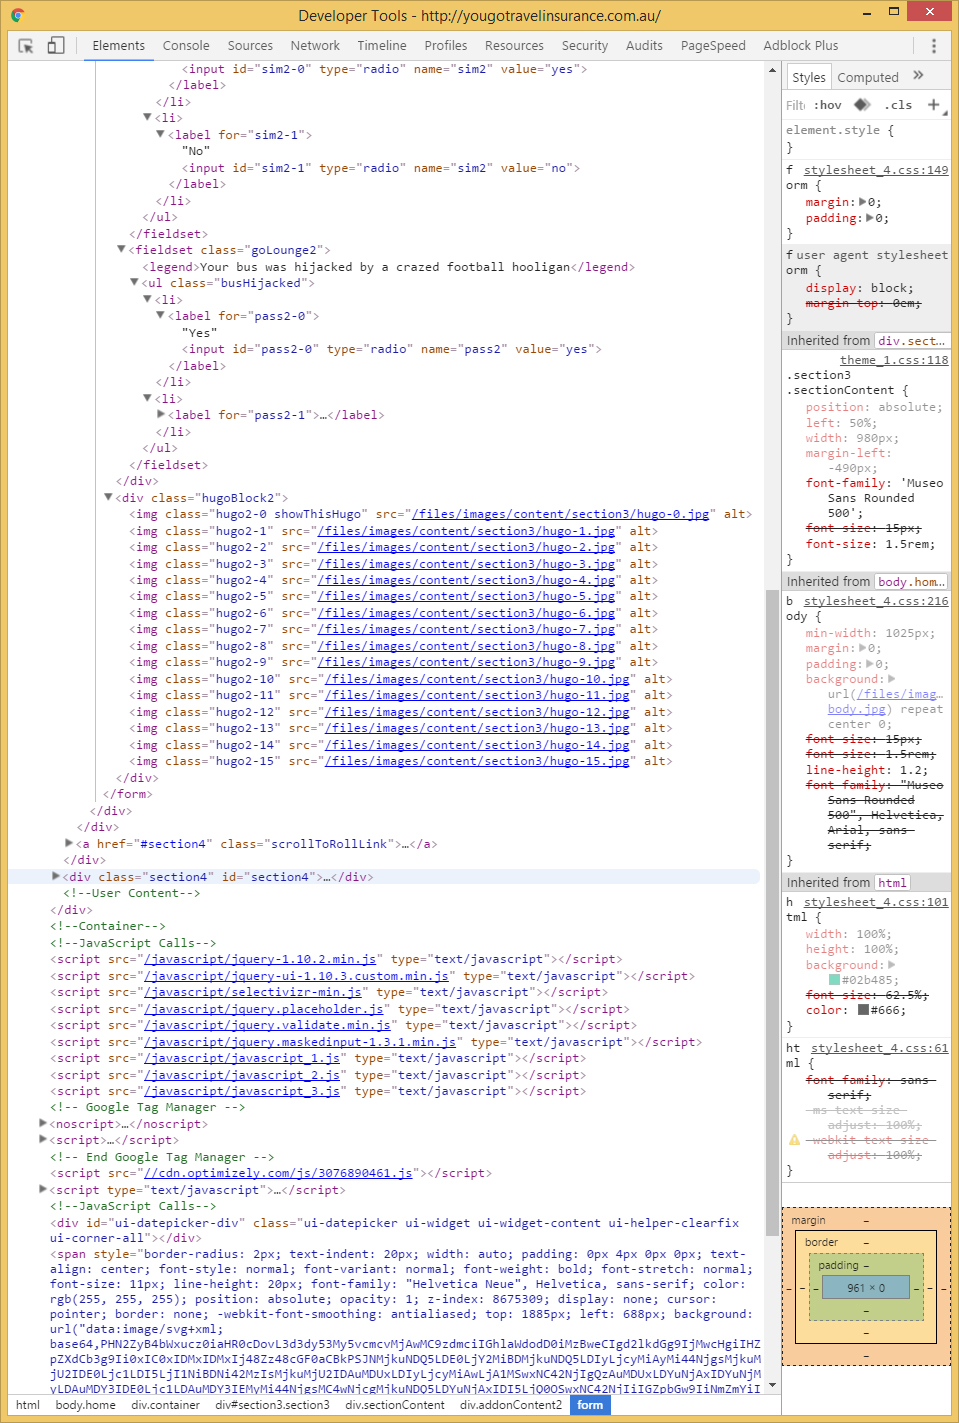 Developer Tools - http://yougotravelinsurance.com.au/
Elements Console Sources Network Timeline Profiles Resources Security Audits PageSpeed Adblock Plus
<input id="sim2-0" type="radio" name="sim2" value="yes">
</label>
</li>
<li>
<label for="sim2-1">
"No"
<input id="sim2-1" type="radio" name="sim2" value="no">
</label>
</li>
</ul>
</fieldset>
<fieldset class="goLounge2">
<legend>Your bus was hijacked by a crazed football hooligan</legend>
<ul class="busHijacked">
<li>
<label for="pass2-0">
"Yes"
<input id="pass2-0" type="radio" name="pass2" value="yes">
</label>
</li>
<li>
<label for="pass2-1">…</label>
</li>
</ul>
</fieldset>
</div>
<div class="hugoBlock2">
<img class="hugo2-0 showThisHugo" src="/files/images/content/section3/hugo-0.jpg" alt>
<img class="hugo2-1" src="/files/images/content/section3/hugo-1.jpg" alt>
<img class="hugo2-2" src="/files/images/content/section3/hugo-2.jpg" alt>
<img class="hugo2-3" src="/files/images/content/section3/hugo-3.jpg" alt>
<img class="hugo2-4" src="/files/images/content/section3/hugo-4.jpg" alt>
<img class="hugo2-5" src="/files/images/content/section3/hugo-5.jpg" alt>
<img class="hugo2-6" src="/files/images/content/section3/hugo-6.jpg" alt>
<img class="hugo2-7" src="/files/images/content/section3/hugo-7.jpg" alt>
<img class="hugo2-8" src="/files/images/content/section3/hugo-8.jpg" alt>
<img class="hugo2-9" src="/files/images/content/section3/hugo-9.jpg" alt>
<img class="hugo2-10" src="/files/images/content/section3/hugo-10.jpg" alt>
<img class="hugo2-11" src="/files/images/content/section3/hugo-11.jpg" alt>
<img class="hugo2-12" src="/files/images/content/section3/hugo-12.jpg" alt>
<img class="hugo2-13" src="/files/images/content/section3/hugo-13.jpg" alt>
<img class="hugo2-14" src="/files/images/content/section3/hugo-14.jpg" alt>
<img class="hugo2-15" src="/files/images/content/section3/hugo-15.jpg" alt>
</div>
</form>
</div>
</div>
<a href="#section4" class="scrollToRollLink">…</a>
</div>
<div class="section4" id="section4">…</div>
<!--User Content-->
</div>
<!--Container-->
<!--JavaScript Calls-->
<script src="/javascript/jquery-1.10.2.min.js" type="text/javascript"></script>
<script src="/javascript/jquery-ui-1.10.3.custom.min.js" type="text/javascript"></script>
<script src="/javascript/selectivizr-min.js" type="text/javascript"></script>
<script src="/javascript/jquery.placeholder.js" type="text/javascript"></script>
<script src="/javascript/jquery.validate.min.js" type="text/javascript"></script>
<script src="/javascript/jquery.maskedinput-1.3.1.min.js" type="text/javascript"></script>
<script src="/javascript/javascript_1.js" type="text/javascript"></script>
<script src="/javascript/javascript_2.js" type="text/javascript"></script>
<script src="/javascript/javascript_3.js" type="text/javascript"></script>
<!-- Google Tag Manager -->
<noscript>…</noscript>
<script>…</script>
<!-- End Google Tag Manager -->
<script src="//cdn.optimizely.com/js/3076890461.js"></script>
<script type="text/javascript">…</script>
<!--JavaScript Calls-->
<div id="ui-datepicker-div" class="ui-datepicker ui-widget ui-widget-content ui-helper-clearfix
ui-corner-all"></div>
<span style="border-radius: 2px; text-indent: 20px; width: auto; padding: 0px 4px 0px 0px; text-
align: center; font-style: normal; font-variant: normal; font-weight: bold; font-stretch: normal;
font-size: 11px; line-height: 20px; font-family: "Helvetica Neue", Helvetica, sans-serif; color:
rgb(255, 255, 255); position: absolute; opacity: 1; z-index: 8675309; display: none; cursor:
pointer; border: none; -webkit-font-smoothing: antialiased; top: 1885px; left: 688px; background:
url("data:image/svg+xml;
html body.home div.container div#section3.section3 div.sectionContent div.addonContent2 form
Styles Computed »
Filt :hov .cls +
element.style {
}
f stylesheet_4.css:149
orm {
margin: 0;
padding: 0;
}
f user agent stylesheet
orm {
display: block;
margin-top: 0em;
}
Inherited from div.sect…
theme_1.css:118
.section3
.sectionContent {
position: absolute;
left: 50%;
width: 980px;
margin-left:
-490px;
font-family: 'Museo
Sans Rounded
500';
font-size: 15px;
font-size: 1.5rem;
}
Inherited from body.hom…
b stylesheet_4.css:216
ody {
min-width: 1025px;
margin: 0;
padding: 0;
background:
url(/files/imag…
body.jpg) repeat
center 0;
font-size: 15px;
font-size: 1.5rem;
line-height: 1.2;
font-family: "Museo
Sans Rounded
500", Helvetica,
Arial, sans-
serif;
}
Inherited from html
h stylesheet_4.css:101
tml {
width: 100%;
height: 100%;
background:
#02b485;
font-size: 62.5%;
color: #666;
}
ht stylesheet_4.css:61
ml {
font-family: sans-
serif;
-ms-text-size-
adjust: 100%;
-webkit-text-size-
adjust: 100%;
}
margin –
border –
padding –
– – – 961 × 0 – – –
–
–
–